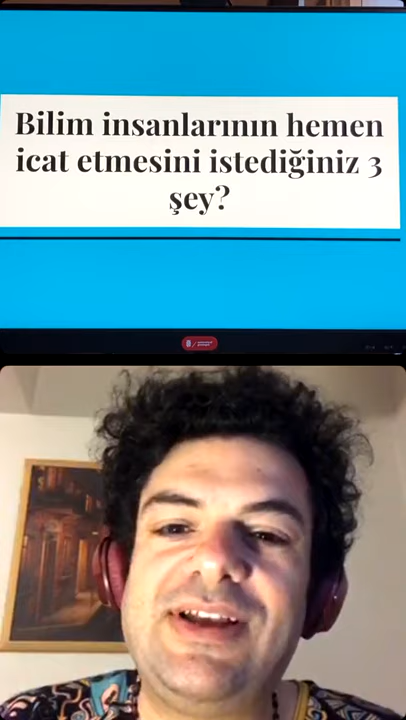 Bilim insanlarının hemen
icat etmesini istediğiniz 3
şey?